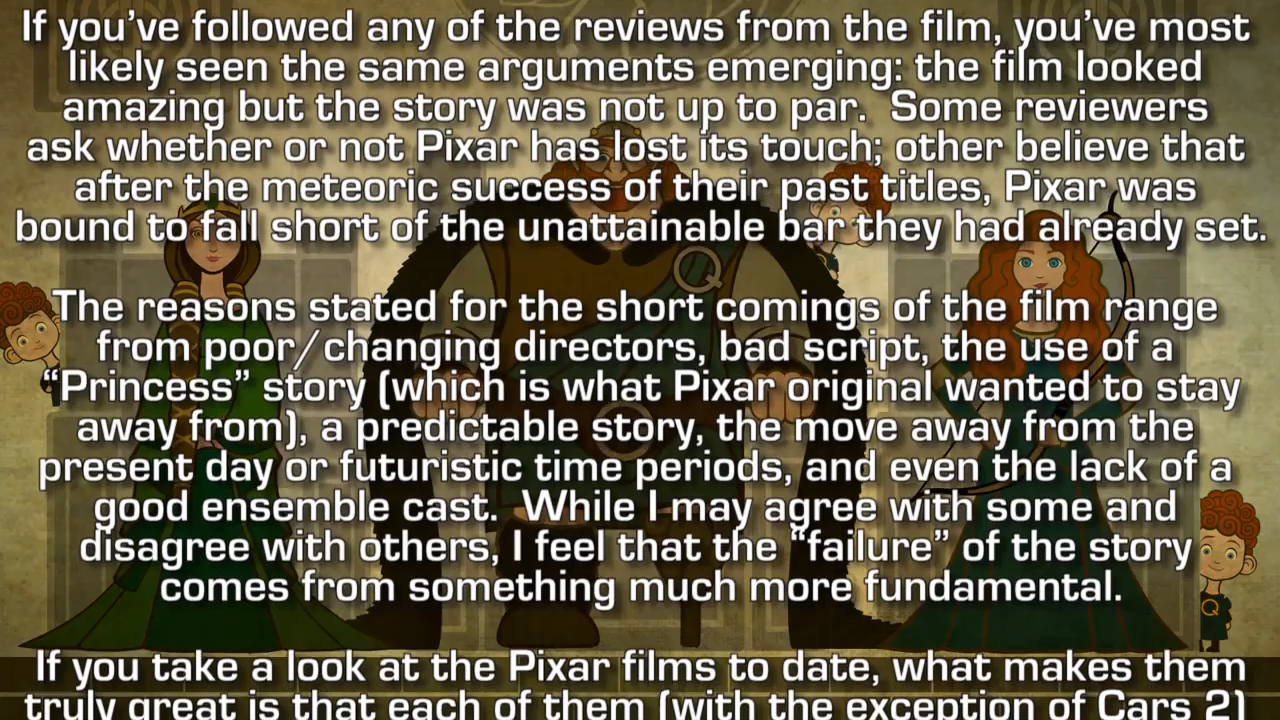 If you've followed any of the reviews from the film, you've most
likely seen the same arguments emerging: the film looked
amazing but the story was not up to par.  Some reviewers
ask whether or not Pixar has lost its touch; other believe that
after the meteoric success of their past titles, Pixar was
bound to fall short of the unattainable bar they had already set.
The reasons stated for the short comings of the film range
from poor/changing directors, bad script, the use of a
“Princess” story (which is what Pixar original wanted to stay
away from), a predictable story, the move away from the
present day or futuristic time periods, and even the lack of a
good ensemble cast.  While I may agree with some and
disagree with others, I feel that the “failure” of the story
comes from something much more fundamental.
If you take a look at the Pixar films to date, what makes them
truly great is that each of them (with the exception of Cars 2)